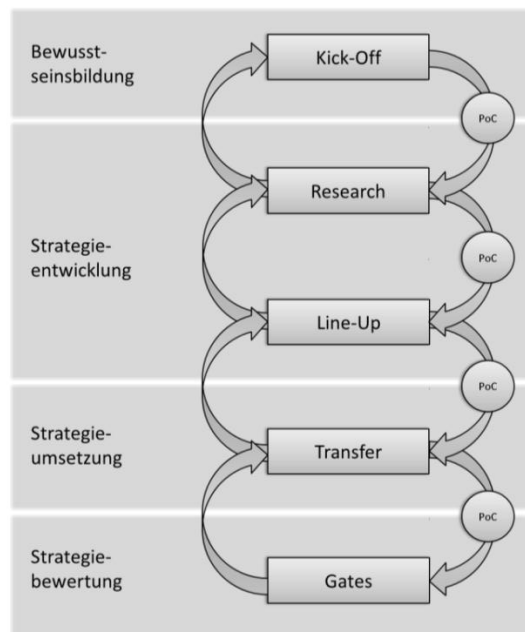 Bewusst-
seinsbildung
Kick-Off
PoC
Research
Strategie-
entwicklung
PoC
Line-Up
PoC
Strategie-
umsetzung
Transfer
PoC
Strategie-
bewertung
Gates